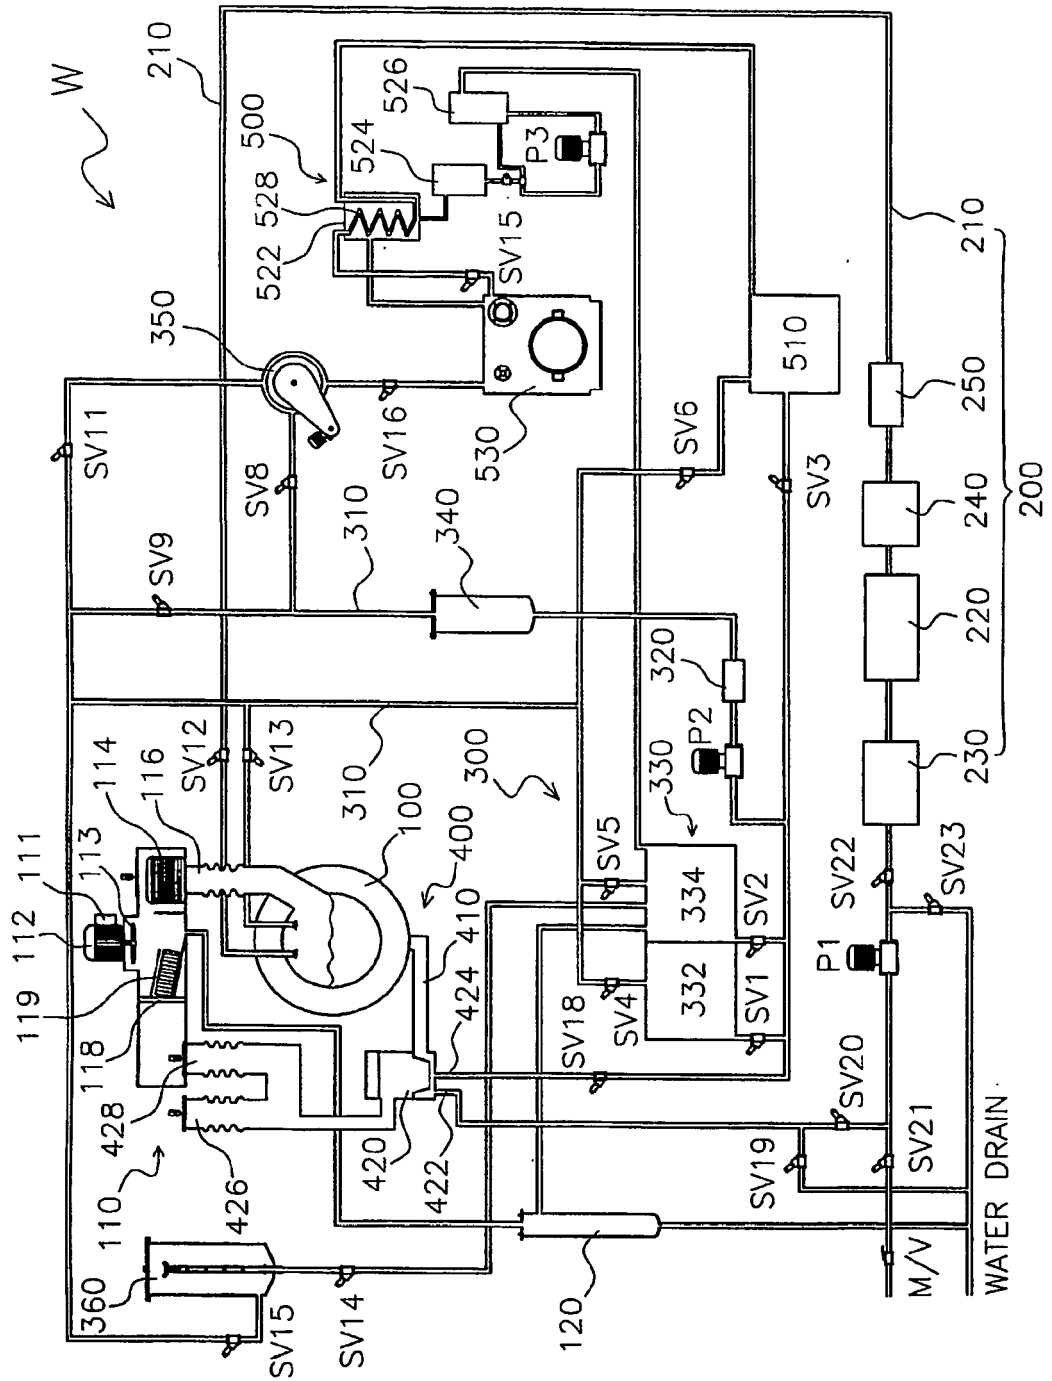 W
210
500
526
524
528
522
P3
SV15
350
SV11
SV8
SV16
530
SV6
510
SV3
210
250
240
200
SV9
310
340
220
320
P2
230
SV12
SV13
114
116
310
300
330
111
113
112
100
400
SV5
334
SV2
SV22
SV23
119
410
424
332
SV1
P1
118
SV18
SV4
428
110
426
420
422
SV20
SV19
SV21
360
120
M/V
WATER DRAIN
SV15
SV14